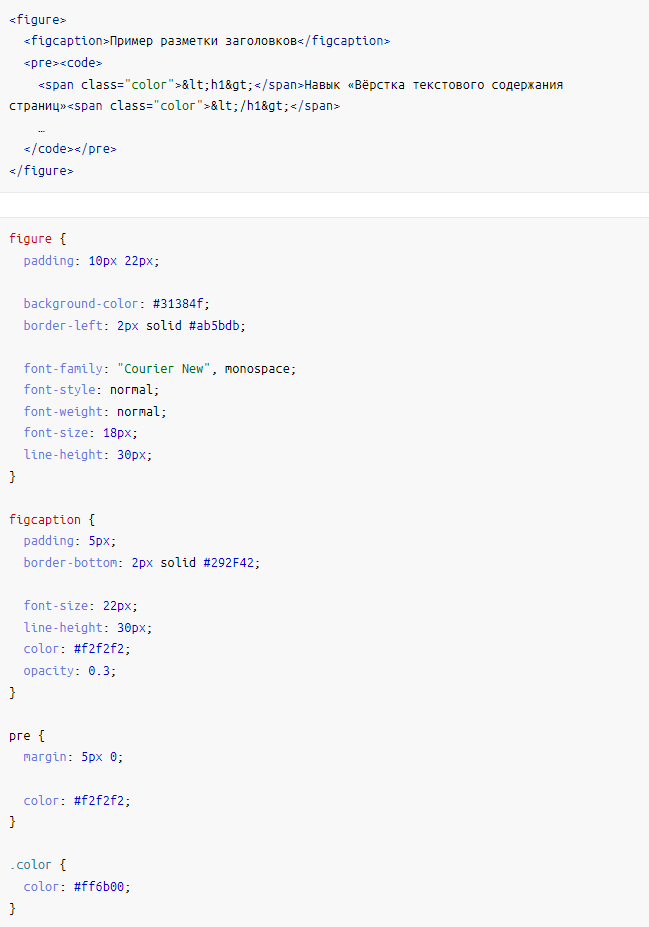 <figure>
  <figcaption>Пример разметки заголовков</figcaption>
  <pre><code>
    <span class="color">&lt;h1&gt;</span>Навык «Вёрстка текстового содержания
страниц»<span class="color">&lt;/h1&gt;</span>
    …
  </code></pre>
</figure>
figure {
  padding: 10px 22px;
  background-color: #31384f;
  border-left: 2px solid #ab5bdb;
  font-family: "Courier New", monospace;
  font-style: normal;
  font-weight: normal;
  font-size: 18px;
  line-height: 30px;
}
figcaption {
  padding: 5px;
  border-bottom: 2px solid #292F42;
  font-size: 22px;
  line-height: 30px;
  color: #f2f2f2;
  opacity: 0.3;
}
pre {
  margin: 5px 0;
  color: #f2f2f2;
}
.color {
  color: #ff6b00;
}